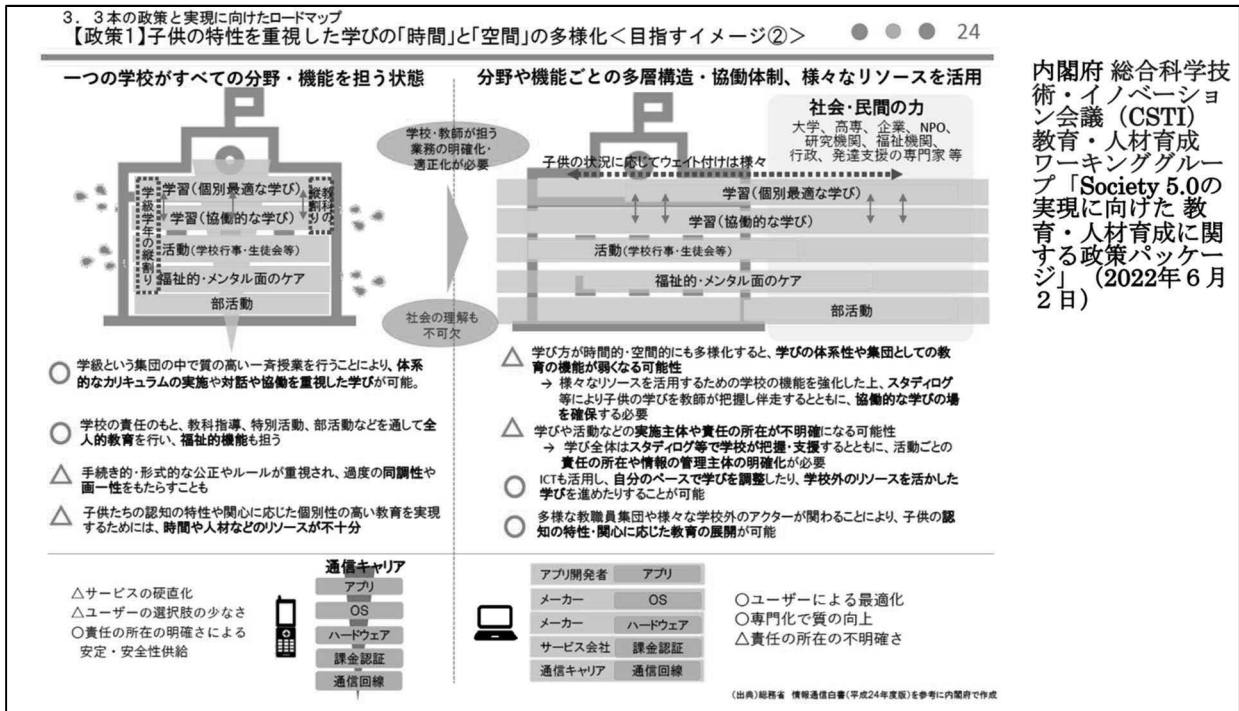 3．3本の政策と実現に向けたロードマップ
【政策1】子供の特性を重視した学びの「時間」と「空間」の多様化＜目指すイメージ②＞
24
一つの学校がすべての分野・機能を担う状態
学習（個別最適な学び）
学習（協働的な学び）
活動（学校行事・生徒会等）
福祉的・メンタル面のケア
部活動
学級学年の縦割り
教科の縦割り
学校・教師が担う
業務の明確化・
適正化が必要
社会の理解も
不可欠
分野や機能ごとの多層構造・協働体制、様々なリソースを活用
社会・民間の力
大学、高専、企業、NPO、
研究機関、福祉機関、
行政、発達支援の専門家 等
子供の状況に応じてウェイト付けは様々
学習（個別最適な学び）
学習（協働的な学び）
活動（学校行事・生徒会等）
福祉的・メンタル面のケア
部活動
○ 学級という集団の中で質の高い一斉授業を行うことにより、体系
的なカリキュラムの実施や対話や協働を重視した学びが可能。
○ 学校の責任のもと、教科指導、特別活動、部活動などを通して全
人的教育を行い、福祉的機能も担う
△ 手続き的・形式的な公正やルールが重視され、過度の同調性や
画一性をもたらすことも
△ 子供たちの認知の特性や関心に応じた個別性の高い教育を実現
するためには、時間や人材などのリソースが不十分
△ 学び方が時間的・空間的にも多様化すると、学びの体系性や集団としての教
育の機能が弱くなる可能性
→ 様々なリソースを活用するための学校の機能を強化した上、スタディログ
等により子供の学びを教師が把握し伴走するとともに、協働的な学びの場
を確保する必要
△ 学びや活動などの実施主体や責任の所在が不明確になる可能性
→ 学び全体はスタディログ等で学校が把握・支援するとともに、活動ごとの
責任の所在や情報の管理主体の明確化が必要
○ ICTも活用し、自分のペースで学びを調整したり、学校外のリソースを活かした
学びを進めたりすることが可能
○ 多様な教職員集団や様々な学校外のアクターが関わることにより、子供の認
知の特性・関心に応じた教育の展開が可能
△サービスの硬直化
△ユーザーの選択肢の少なさ
○責任の所在の明確さによる
安定・安全性供給
通信キャリア
アプリ
OS
ハードウェア
課金認証
通信回線
アプリ開発者 アプリ
メーカー OS
メーカー ハードウェア
サービス会社 課金認証
通信キャリア 通信回線
○ユーザーによる最適化
○専門化で質の向上
△責任の所在の不明確さ
（出典）総務省 情報通信白書（平成24年度版）を参考に内閣府で作成
内閣府 総合科学技
術・イノベーショ
ン会議（CSTI）
教育・人材育成
ワーキンググルー
プ「Society 5.0の
実現に向けた 教
育・人材育成に関
する政策パッケー
ジ」（2022年６月
２日）